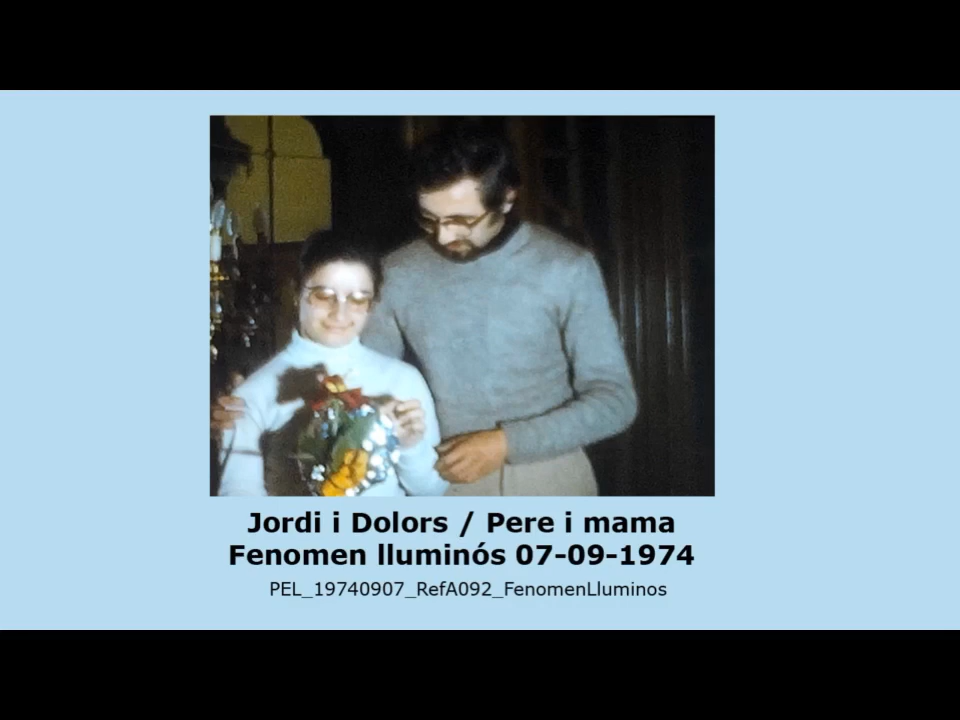 Jordi i Dolors / Pere i mama
Fenomen lluminós 07-09-1974
PEL_19740907_RefA092_FenomenLluminos